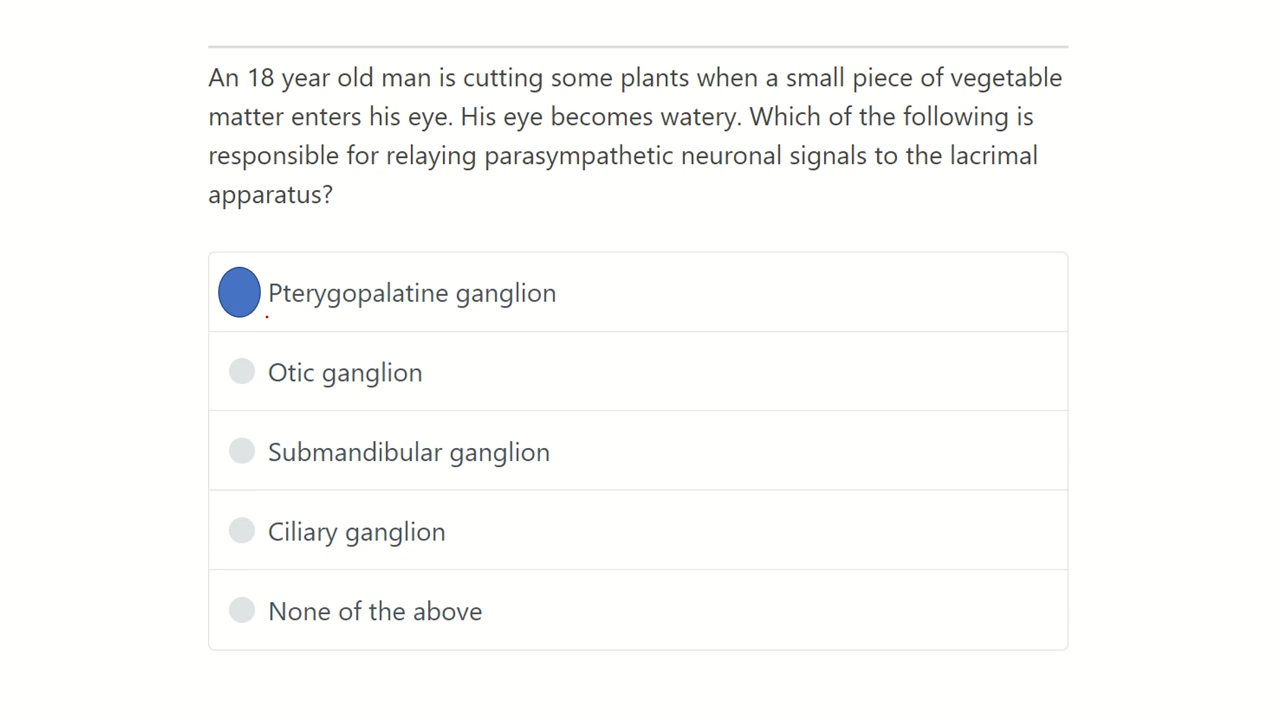 An 18 year old man is cutting some plants when a small piece of vegetable
matter enters his eye. His eye becomes watery. Which of the following is
responsible for relaying parasympathetic neuronal signals to the lacrimal
apparatus?
Pterygopalatine ganglion
Otic ganglion
Submandibular ganglion
Ciliary ganglion
None of the above